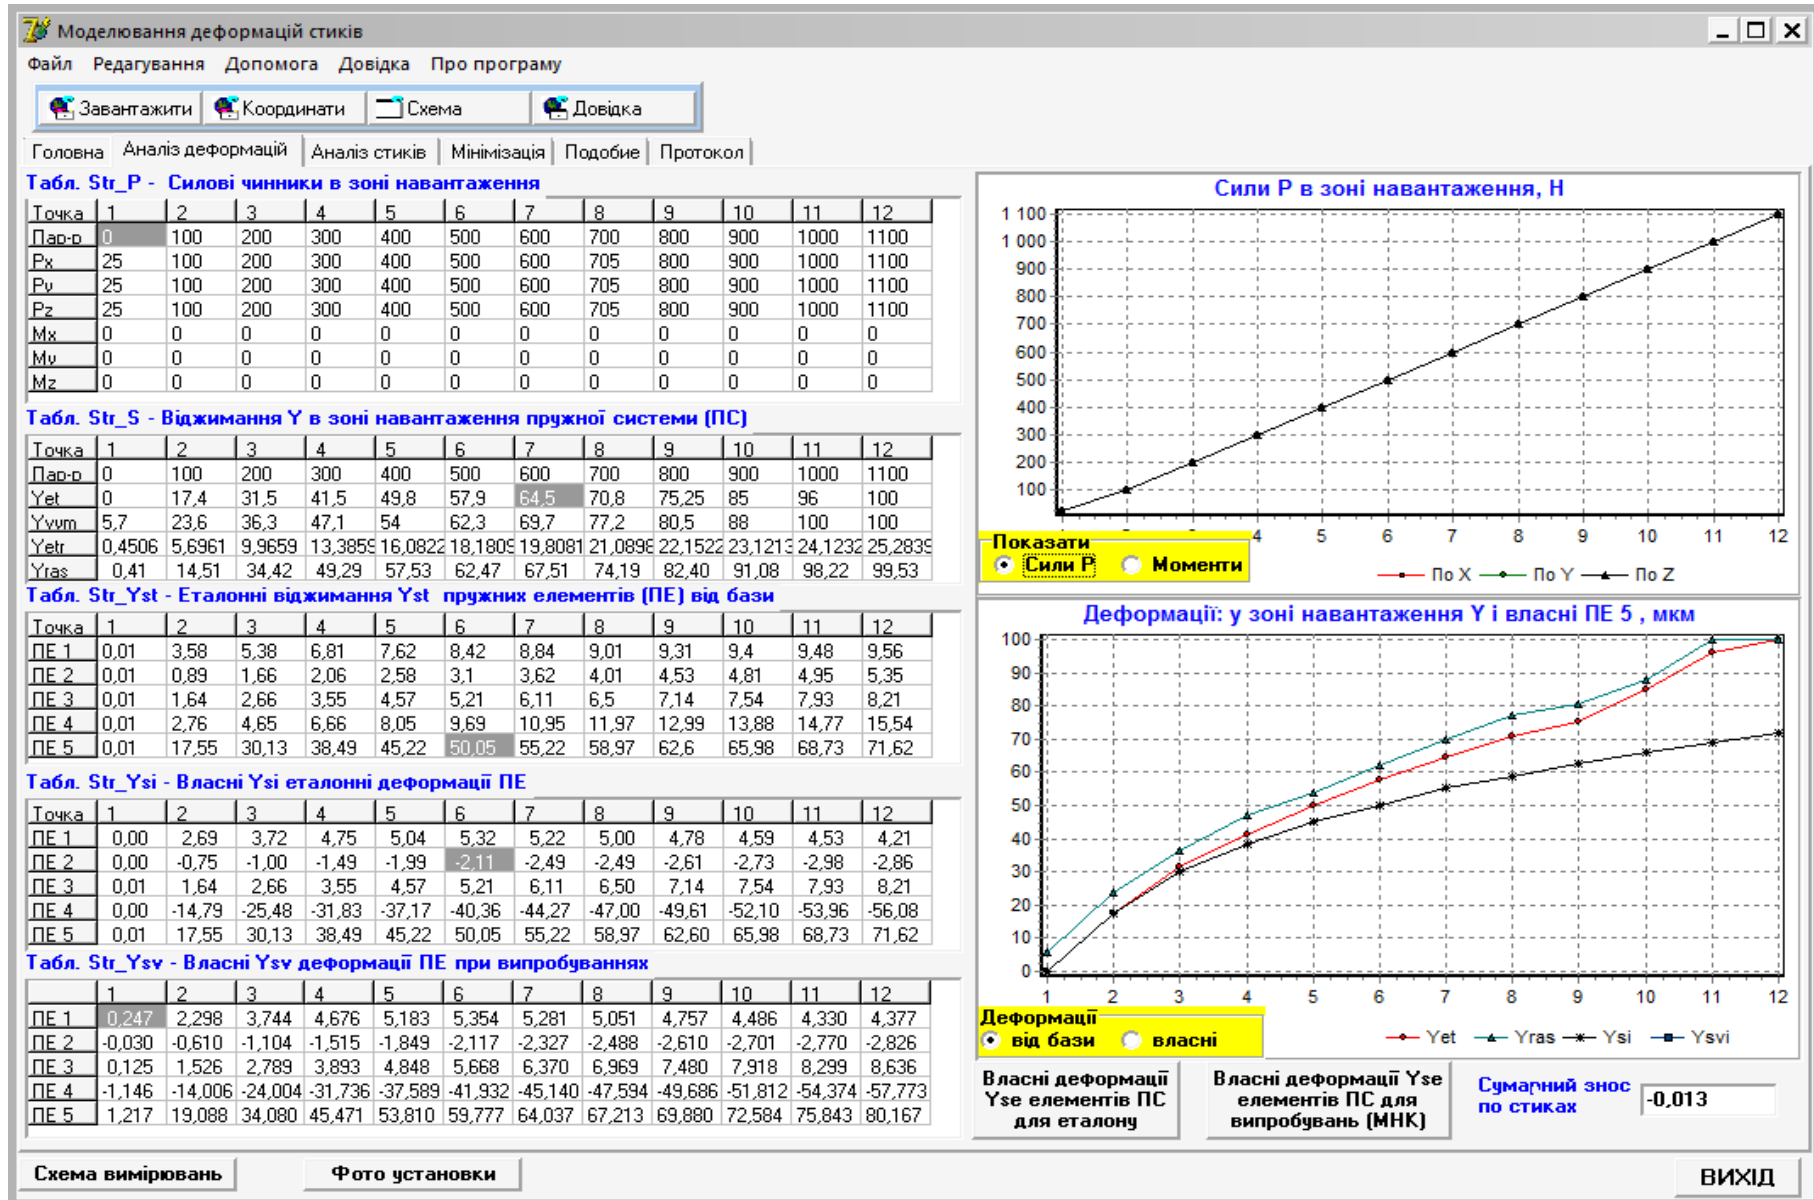 Моделювання деформацій стиків
Файл Редагування Допомога Довідка Про програму
Завантажити Координати Схема Довідка
Головна Аналіз деформацій Аналіз стиків Мінімізація Подобие Протокол
Табл. Str_P - Силові чинники в зоні навантаження
Точка 1 2 3 4 5 6 7 8 9 10 11 12
Пар-р 0 100 200 300 400 500 600 700 800 900 1000 1100
Px 25 100 200 300 400 500 600 705 800 900 1000 1100
Py 25 100 200 300 400 500 600 705 800 900 1000 1100
Pz 25 100 200 300 400 500 600 705 800 900 1000 1100
Mx 0 0 0 0 0 0 0 0 0 0 0 0
My 0 0 0 0 0 0 0 0 0 0 0 0
Mz 0 0 0 0 0 0 0 0 0 0 0 0
Табл. Str_S - Віджимання Y в зоні навантаження пружної системи (ПС)
Точка 1 2 3 4 5 6 7 8 9 10 11 12
Пар-р 0 100 200 300 400 500 600 700 800 900 1000 1100
Yet 0 17,4 31,5 41,5 49,8 57,9 64,5 70,8 75,25 85 96 100
Yvym 5,7 23,6 36,3 47,1 54 62,3 69,7 77,2 80,5 88 100 100
Yetr 0,4506 5,6961 9,9659 13,3859 16,0822 18,1809 19,8081 21,0898 22,1522 23,1213 24,1232 25,2839
Yras 0,41 14,51 34,42 49,29 57,53 62,47 67,51 74,19 82,40 91,08 98,22 99,53
Табл. Str_Yst - Еталонні віджимання Yst пружних елементів (ПЕ) від бази
Точка 1 2 3 4 5 6 7 8 9 10 11 12
ПЕ 1 0,01 3,58 5,38 6,81 7,62 8,42 8,84 9,01 9,31 9,4 9,48 9,56
ПЕ 2 0,01 0,89 1,66 2,06 2,58 3,1 3,62 4,01 4,53 4,81 4,95 5,35
ПЕ 3 0,01 1,64 2,66 3,55 4,57 5,21 6,11 6,5 7,14 7,54 7,93 8,21
ПЕ 4 0,01 2,76 4,65 6,66 8,05 9,69 10,95 11,97 12,99 13,88 14,77 15,54
ПЕ 5 0,01 17,55 30,13 38,49 45,22 50,05 55,22 58,97 62,6 65,98 68,73 71,62
Табл. Str_Ysi - Власні Ysi еталонні деформації ПЕ
Точка 1 2 3 4 5 6 7 8 9 10 11 12
ПЕ 1 0,00 2,69 3,72 4,75 5,04 5,32 5,22 5,00 4,78 4,59 4,53 4,21
ПЕ 2 0,00 -0,75 -1,00 -1,49 -1,99 -2,11 -2,49 -2,49 -2,61 -2,73 -2,98 -2,86
ПЕ 3 0,01 1,64 2,66 3,55 4,57 5,21 6,11 6,50 7,14 7,54 7,93 8,21
ПЕ 4 0,00 -14,79 -25,48 -31,83 -37,17 -40,36 -44,27 -47,00 -49,61 -52,10 -53,96 -56,08
ПЕ 5 0,01 17,55 30,13 38,49 45,22 50,05 55,22 58,97 62,60 65,98 68,73 71,62
Табл. Str_Ysv - Власні Ysv деформації ПЕ при випробуваннях
1 2 3 4 5 6 7 8 9 10 11 12
ПЕ 1 0,247 2,298 3,744 4,676 5,183 5,354 5,281 5,051 4,757 4,486 4,330 4,377
ПЕ 2 -0,030 -0,610 -1,104 -1,515 -1,849 -2,117 -2,327 -2,488 -2,610 -2,701 -2,770 -2,826
ПЕ 3 0,125 1,526 2,789 3,893 4,848 5,668 6,370 6,969 7,480 7,918 8,299 8,636
ПЕ 4 -1,146 -14,006 -24,004 -31,736 -37,589 -41,932 -45,140 -47,594 -49,686 -51,812 -54,374 -57,773
ПЕ 5 1,217 19,088 34,080 45,471 53,810 59,777 64,037 67,213 69,880 72,584 75,843 80,167
Сили P в зоні навантаження, Н
1 100
1 000
900
800
700
600
500
400
300
200
100
4 5 6 7 8 9 10 11 12
Показати
Сили P Моменти
По X По Y По Z
Деформації: у зоні навантаження Y і власні ПЕ 5 , мкм
100
90
80
70
60
50
40
30
20
10
0
1 2 3 4 5 6 7 8 9 10 11 12
Деформації
від бази власні
Yet Yras Ysi Ysvi
Власні деформації
Yse елементів ПС
для еталону
Власні деформації Yse
елементів ПС для
випробувань (МНК)
Сумарний знос
по стиках
-0,013
Схема вимірювань Фото установки ВИХІД